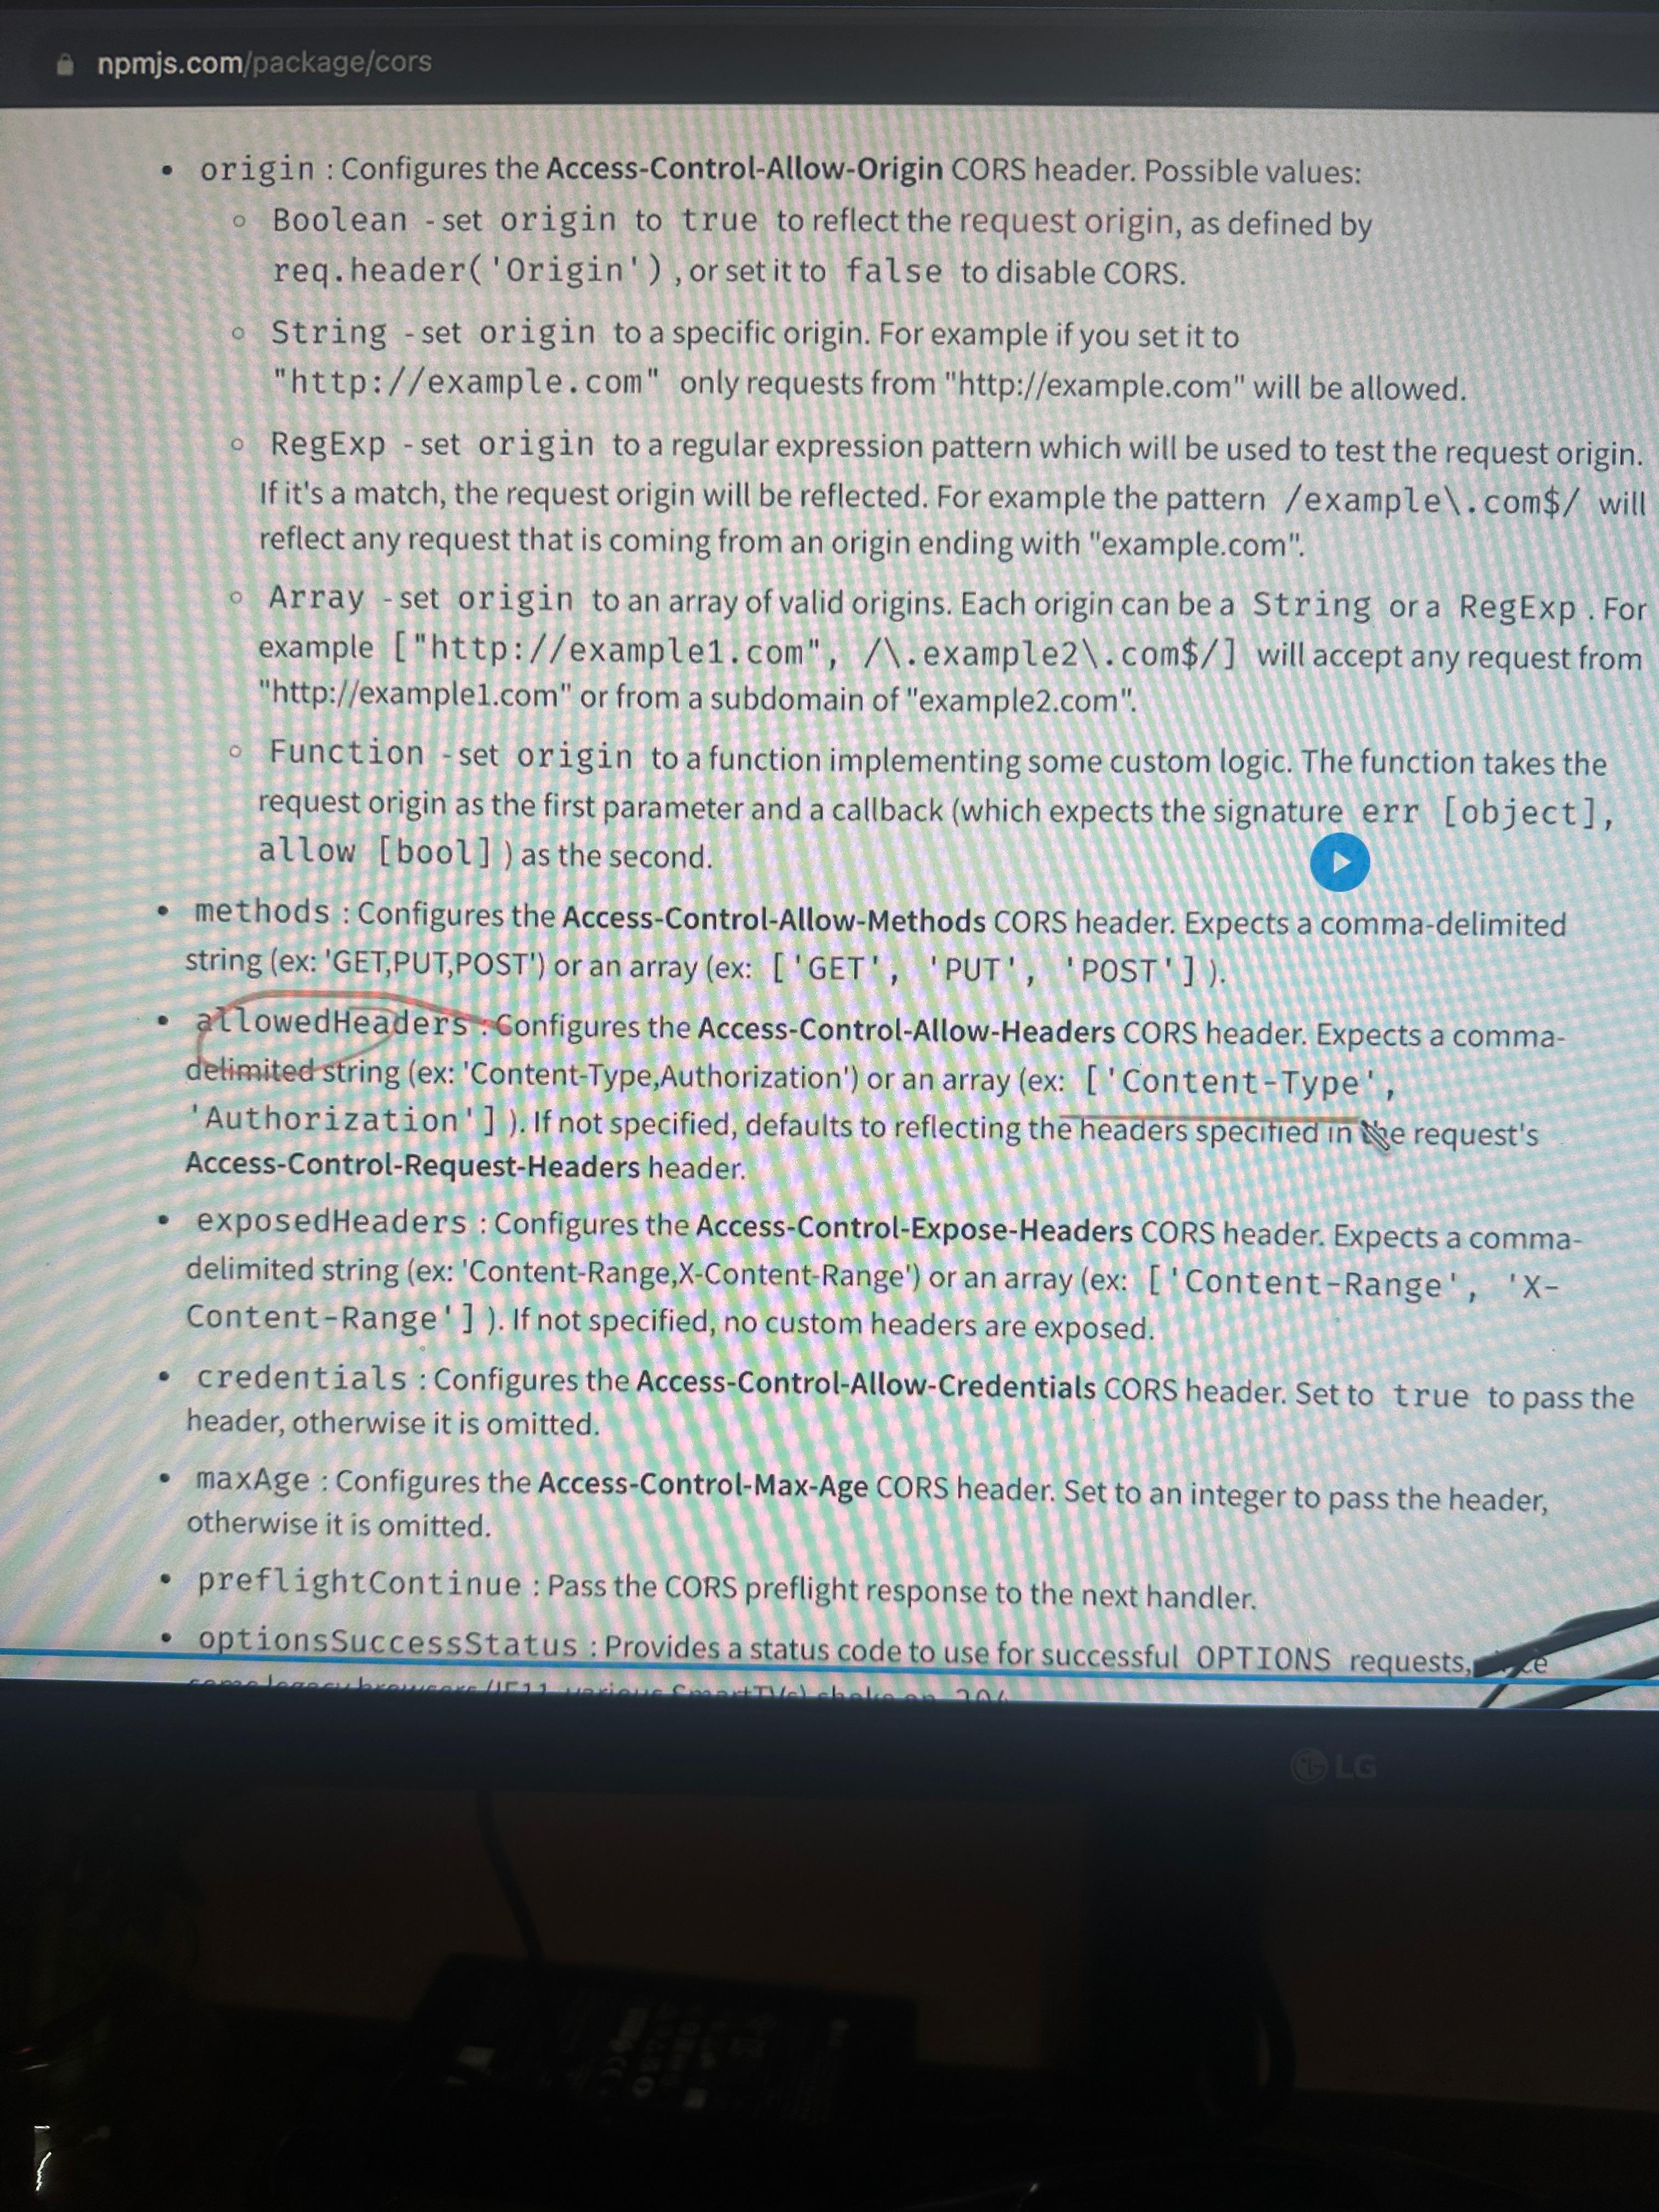 npmjs.com/package/cors
• origin : Configures the Access-Control-Allow-Origin CORS header. Possible values:
○ Boolean - set origin to true to reflect the request origin, as defined by
req.header('Origin') , or set it to false to disable CORS.
○ String - set origin to a specific origin. For example if you set it to
"http://example.com" only requests from "http://example.com" will be allowed.
○ RegExp - set origin to a regular expression pattern which will be used to test the request origin.
If it's a match, the request origin will be reflected. For example the pattern /example\.com$/ will
reflect any request that is coming from an origin ending with "example.com".
○ Array - set origin to an array of valid origins. Each origin can be a String or a RegExp . For
example ["http://example1.com", /\.example2\.com$/] will accept any request from
"http://example1.com" or from a subdomain of "example2.com".
○ Function - set origin to a function implementing some custom logic. The function takes the
request origin as the first parameter and a callback (which expects the signature err [object],
allow [bool] ) as the second.
• methods : Configures the Access-Control-Allow-Methods CORS header. Expects a comma-delimited
string (ex: 'GET,PUT,POST') or an array (ex: ['GET', 'PUT', 'POST'] ).
• allowedHeaders : Configures the Access-Control-Allow-Headers CORS header. Expects a comma-
delimited string (ex: 'Content-Type,Authorization') or an array (ex: ['Content-Type',
'Authorization'] ). If not specified, defaults to reflecting the headers specified in the request's
Access-Control-Request-Headers header.
• exposedHeaders : Configures the Access-Control-Expose-Headers CORS header. Expects a comma-
delimited string (ex: 'Content-Range,X-Content-Range') or an array (ex: ['Content-Range', 'X-
Content-Range'] ). If not specified, no custom headers are exposed.
• credentials : Configures the Access-Control-Allow-Credentials CORS header. Set to true to pass the
header, otherwise it is omitted.
• maxAge : Configures the Access-Control-Max-Age CORS header. Set to an integer to pass the header,
otherwise it is omitted.
• preflightContinue : Pass the CORS preflight response to the next handler.
• optionsSuccessStatus : Provides a status code to use for successful OPTIONS requests,
some legacy browsers (IE11, various SmartTVs) choke on 204
LG